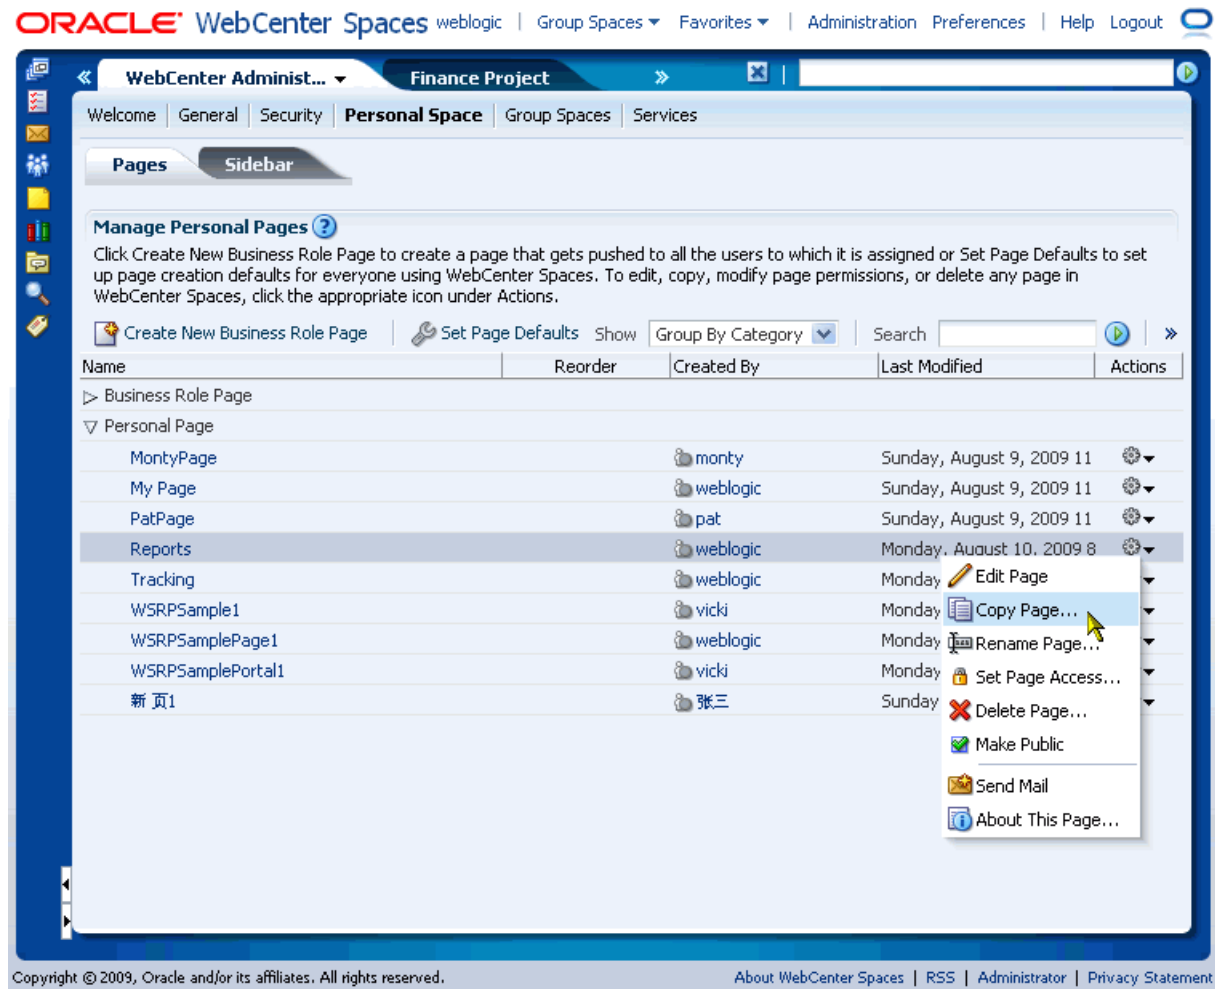 ORACLE WebCenter Spaces weblogic | Group Spaces Favorites | Administration Preferences | Help Logout
WebCenter Administ... Finance Project
Welcome General Security Personal Space Group Spaces Services
Pages Sidebar
Manage Personal Pages ?
Click Create New Business Role Page to create a page that gets pushed to all the users to which it is assigned or Set Page Defaults to set
up page creation defaults for everyone using WebCenter Spaces. To edit, copy, modify page permissions, or delete any page in
WebCenter Spaces, click the appropriate icon under Actions.
Create New Business Role Page Set Page Defaults Show Group By Category Search
Name Reorder Created By Last Modified Actions
Business Role Page
Personal Page
MontyPage monty Sunday, August 9, 2009 11
My Page weblogic Sunday, August 9, 2009 11
PatPage pat Sunday, August 9, 2009 11
Reports weblogic Monday, August 10, 2009 8
Tracking weblogic Monday
WSRPSample1 vicki Monday
WSRPSamplePage1 weblogic Monday
WSRPSamplePortal1 vicki Monday
新 页1 张三 Sunday
Edit Page
Copy Page...
Rename Page...
Set Page Access...
Delete Page...
Make Public
Send Mail
About This Page...
Copyright © 2009, Oracle and/or its affiliates. All rights reserved. About WebCenter Spaces | RSS | Administrator | Privacy Statement